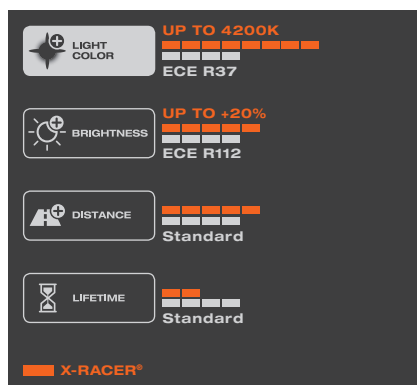 UP TO 4200K
LIGHT
COLOR
ECE R37
UP TO +20%
BRIGHTNESS
ECE R112
DISTANCE
Standard
LIFETIME
Standard
X-RACER®